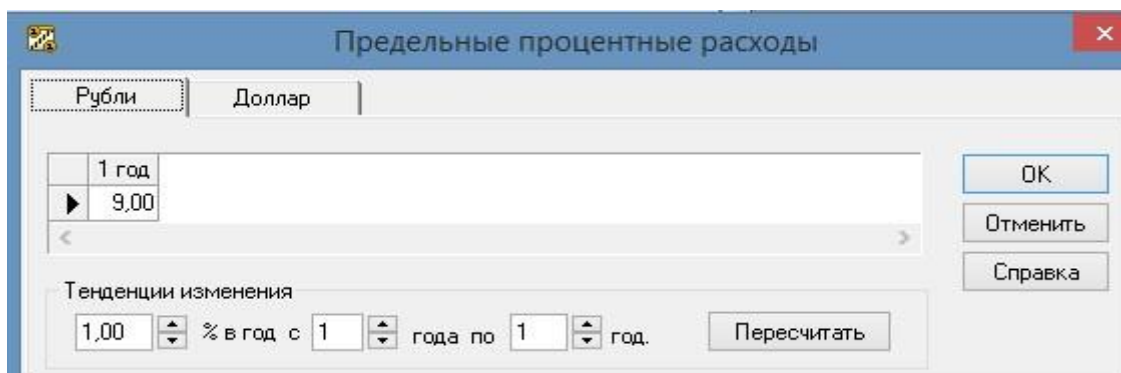 Предельные процентные расходы
Рубли Доллар
1 год
9,00
ОК
Отменить
Справка
Тенденции изменения
1,00 % в год с 1 года по 1 год. Пересчитать